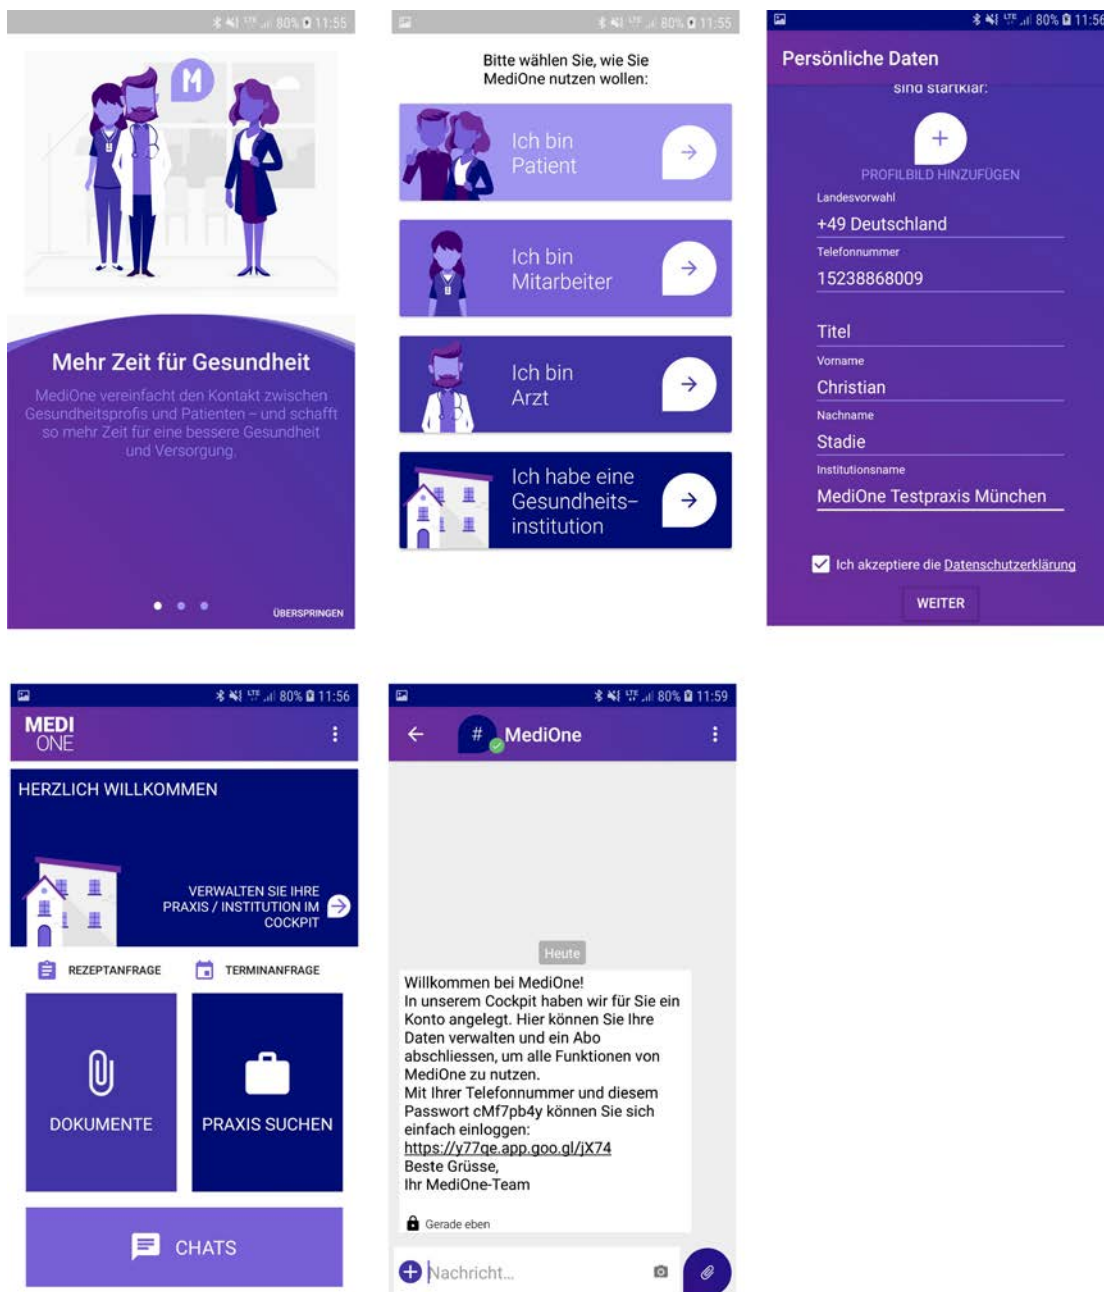 80% 11:55
M
Mehr Zeit für Gesundheit
MediOne vereinfacht den Kontakt zwischen
Gesundheitsprofis und Patienten – und schafft
so mehr Zeit für eine bessere Gesundheit
und Versorgung.
ÜBERSPRINGEN
LTE 80% 11:55
Bitte wählen Sie, wie Sie
MediOne nutzen wollen:
Ich bin
Patient
Ich bin
Mitarbeiter
Ich bin
Arzt
Ich habe eine
Gesundheits–
institution
LTE 80% 11:56
Persönliche Daten
sind startklar:
PROFILBILD HINZUFÜGEN
Landesvorwahl
+49 Deutschland
Telefonnummer
15238868009
Titel
Vorname
Christian
Nachname
Stadie
Institutionsname
MediOne Testpraxis München
Ich akzeptiere die Datenschutzerklärung
WEITER
LTE 80% 11:56
MEDI
ONE
HERZLICH WILLKOMMEN
VERWALTEN SIE IHRE
PRAXIS / INSTITUTION IM
COCKPIT
REZEPTANFRAGE
TERMINANFRAGE
DOKUMENTE
PRAXIS SUCHEN
CHATS
LTE 80% 11:59
# MediOne
Heute
Willkommen bei MediOne!
In unserem Cockpit haben wir für Sie ein
Konto angelegt. Hier können Sie Ihre
Daten verwalten und ein Abo
abschliessen, um alle Funktionen von
MediOne zu nutzen.
Mit Ihrer Telefonnummer und diesem
Passwort cMf7pb4y können Sie sich
einfach einloggen:
https://y77qe.app.goo.gl/jX74
Beste Grüsse,
Ihr MediOne-Team
Gerade eben
Nachricht...